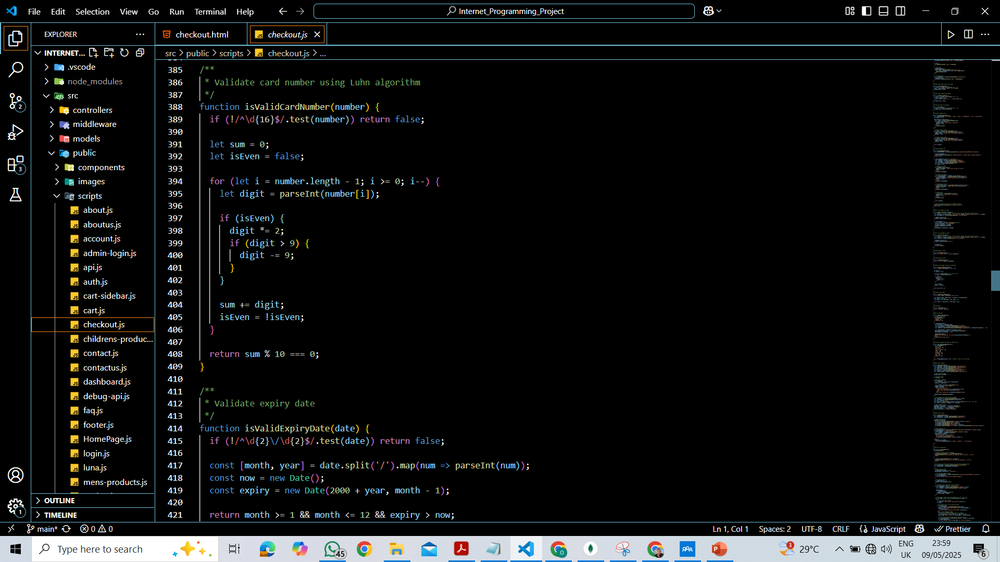 File Edit Selection View Go Run Terminal Help
Internet_Programming_Project
EXPLORER
INTERNET...
.vscode
node_modules
src
controllers
middleware
models
public
components
images
scripts
about.js
aboutus.js
account.js
admin-login.js
api.js
auth.js
cart-sidebar.js
cart.js
checkout.js
childrens-produc...
contact.js
contactus.js
dashboard.js
debug-api.js
faq.js
footer.js
HomePage.js
login.js
luna.js
mens-products.js
OUTLINE
TIMELINE
2
3
1
checkout.html
checkout.js
src > public > scripts > JS checkout.js > ...
385 /**
386 * Validate card number using Luhn algorithm
387 */
388 function isValidCardNumber(number) {
389 if (!/^\d{16}$/.test(number)) return false;
390
391 let sum = 0;
392 let isEven = false;
393
394 for (let i = number.length - 1; i >= 0; i--) {
395 let digit = parseInt(number[i]);
396
397 if (isEven) {
398 digit *= 2;
399 if (digit > 9) {
400 digit -= 9;
401 }
402 }
403
404 sum += digit;
405 isEven = !isEven;
406 }
407
408 return sum % 10 === 0;
409 }
410
411 /**
412 * Validate expiry date
413 */
414 function isValidExpiryDate(date) {
415 if (!/^\d{2}\/\d{2}$/.test(date)) return false;
416
417 const [month, year] = date.split('/').map(num => parseInt(num));
418 const now = new Date();
419 const expiry = new Date(2000 + year, month - 1);
420
421 return month >= 1 && month <= 12 && expiry > now;
main* 0 0
Ln 1, Col 1 Spaces: 2 UTF-8 CRLF {} JavaScript Prettier
Type here to search
45
3
29°C
ENG
UK
23:59
09/05/2025
6